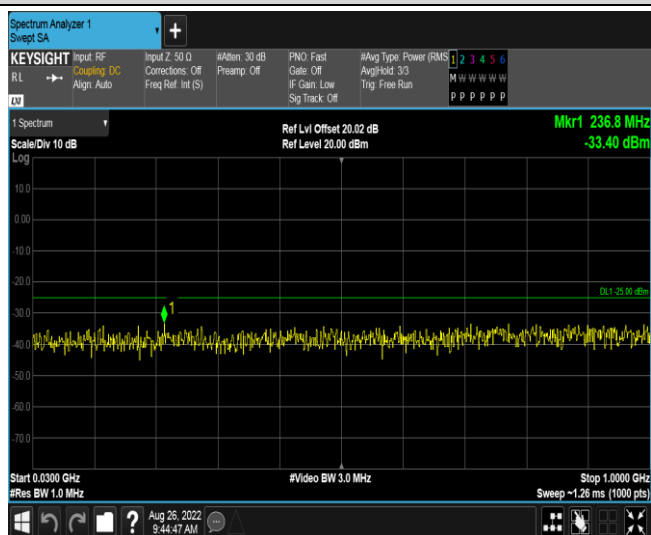 Spectrum Analyzer 1
Swept SA
+
KEYSIGHT Input: RF Input Z: 50 Ω #Atten: 30 dB PNO: Fast #Avg Type: Power (RMS 1 2 3 4 5 6
RL Coupling: DC Corrections: Off Preamp: Off Gate: Off Avg|Hold: 3/3 M W W W W W
Align: Auto Freq Ref: Int (S) IF Gain: Low Trig: Free Run
Sig Track: Off P P P P P P
LXI
1 Spectrum Ref Lvl Offset 20.02 dB Mkr1 236.8 MHz
Scale/Div 10 dB Ref Level 20.00 dBm -33.40 dBm
Log
10.0
0.00
-10.0
-20.0
DL1 -25.00 dBm
1
-30.0
-40.0
-50.0
-60.0
-70.0
Start 0.0300 GHz #Video BW 3.0 MHz Stop 1.0000 GHz
#Res BW 1.0 MHz Sweep ~1.26 ms (1000 pts)
? Aug 26, 2022
9:44:47 AM